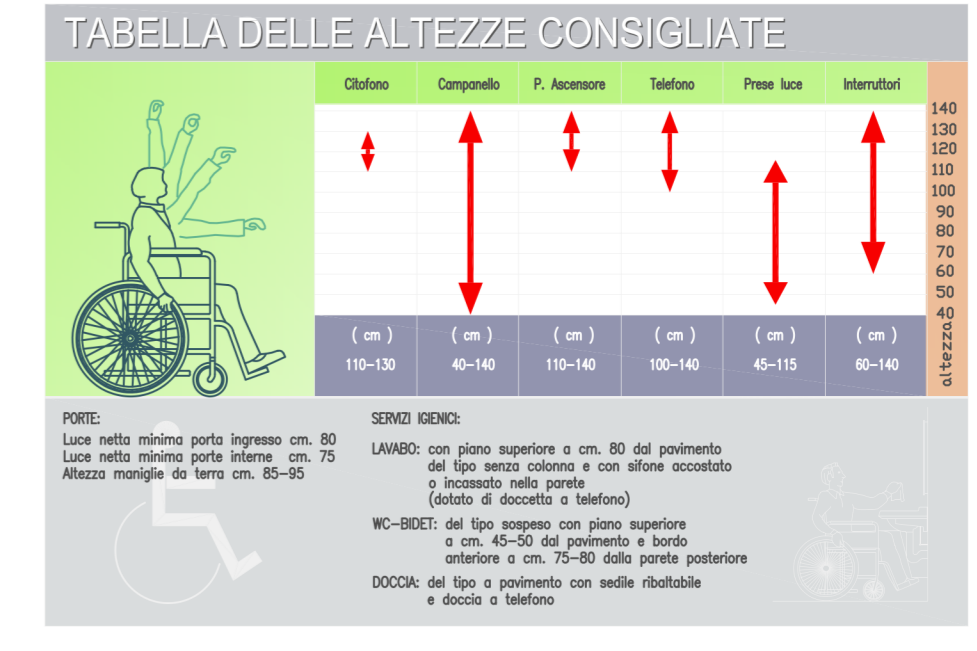 TABELLA DELLE ALTEZZE CONSIGLIATE
Citofono Campanello P. Ascensore Telefono Prese luce Interruttori
140
130
120
110
100
90
80
70
60
50
40
altezza
( cm ) ( cm ) ( cm ) ( cm ) ( cm ) ( cm )
110-130 40-140 110-140 100-140 45-115 60-140
PORTE:
Luce netta minima porta ingresso cm. 80
Luce netta minima porte interne cm. 75
Altezza maniglie da terra cm. 85-95
SERVIZI IGIENICI:
LAVABO: con piano superiore a cm. 80 dal pavimento
del tipo senza colonna e con sifone accostato
o incassato nella parete
(dotato di doccetta a telefono)
WC-BIDET: del tipo sospeso con piano superiore
a cm. 45-50 dal pavimento e bordo
anteriore a cm. 75-80 dalla parete posteriore
DOCCIA: del tipo a pavimento con sedile ribaltabile
e doccia a telefono